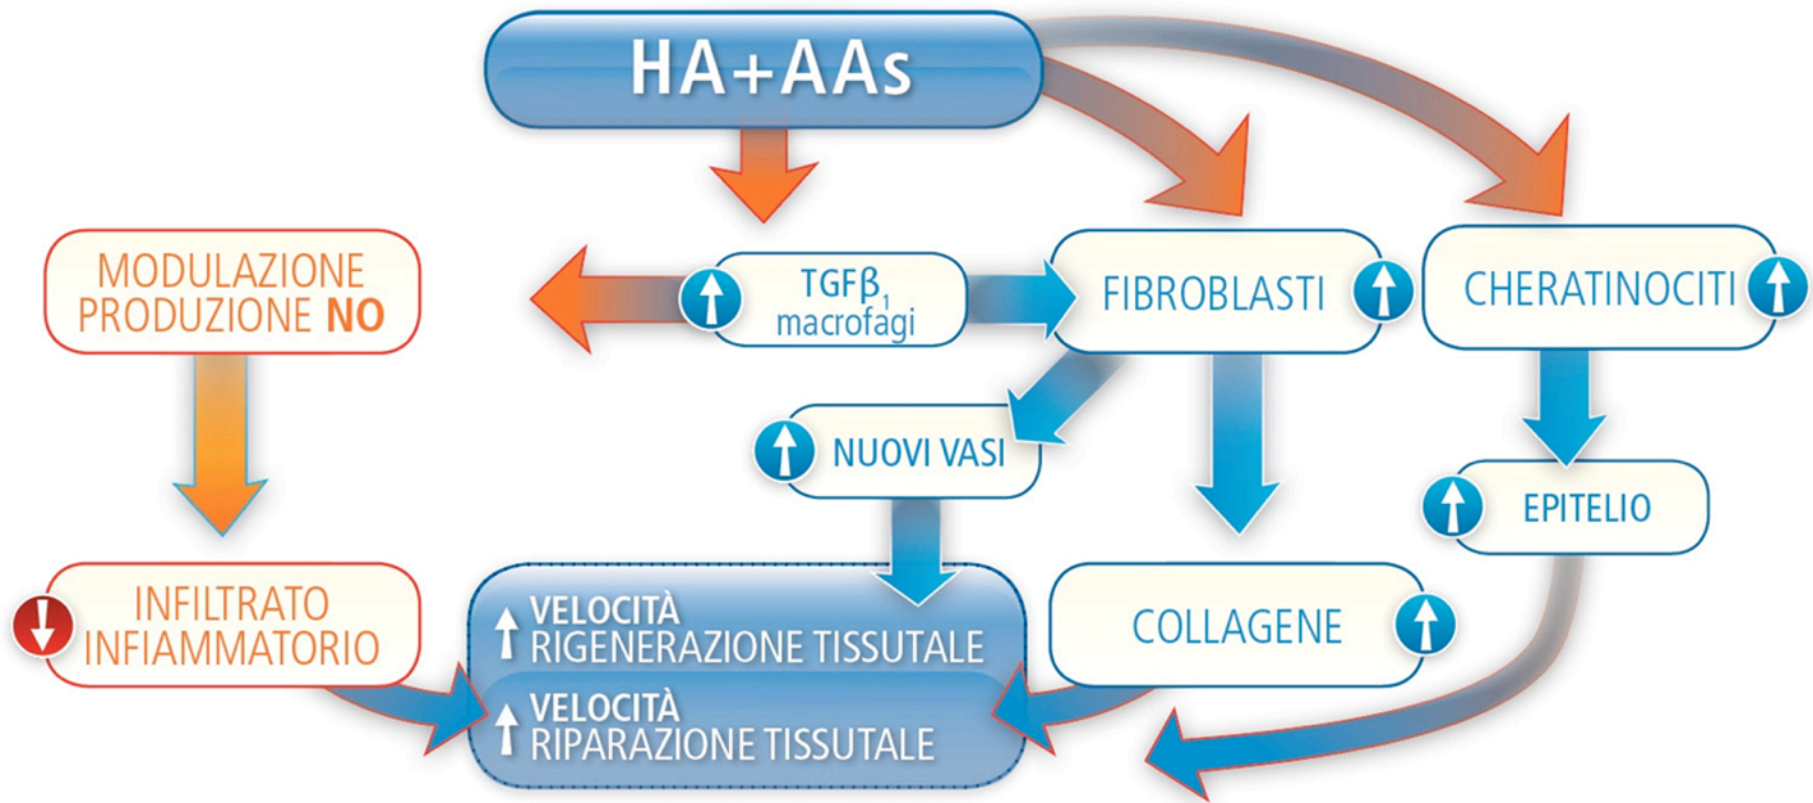 HA+AAs
MODULAZIONE
PRODUZIONE NO
TGFβ₁
macrofagi
FIBROBLASTI
CHERATINOCITI
NUOVI VASI
EPITELIO
INFILTRATO
INFIAMMATORIO
VELOCITÀ
RIGENERAZIONE TISSUTALE
VELOCITÀ
RIPARAZIONE TISSUTALE
COLLAGENE